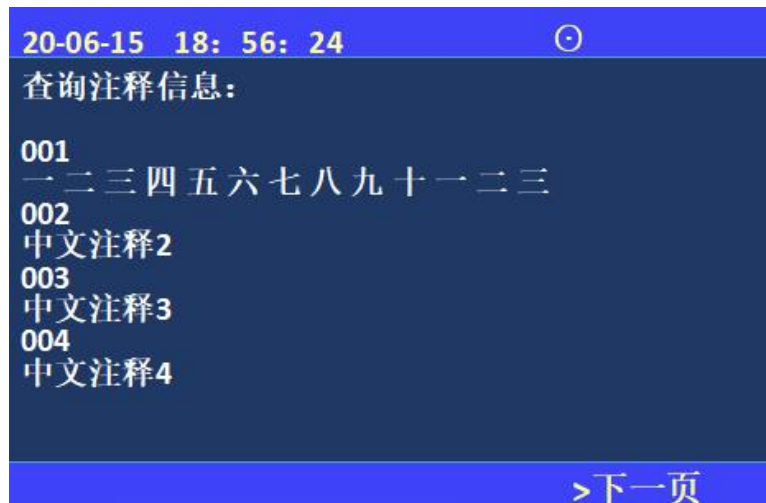 20-06-15 18：56：24 ⊙
查询注释信息：
001
一二三四五六七八九十一二三
002
中文注释2
003
中文注释3
004
中文注释4
>下一页